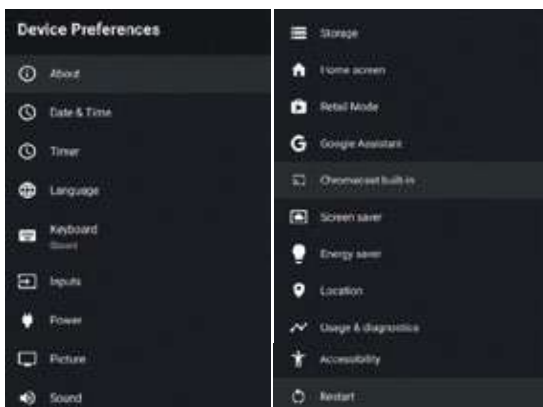 Device Preferences
About
Date & Time
Timer
Language
Keyboard
Inputs
Power
Picture
Sound
Storage
Home screen
Retail Mode
Google Assistant
Chromecast built-in
Screen saver
Energy saver
Location
Usage & diagnostics
Accessibility
Restart